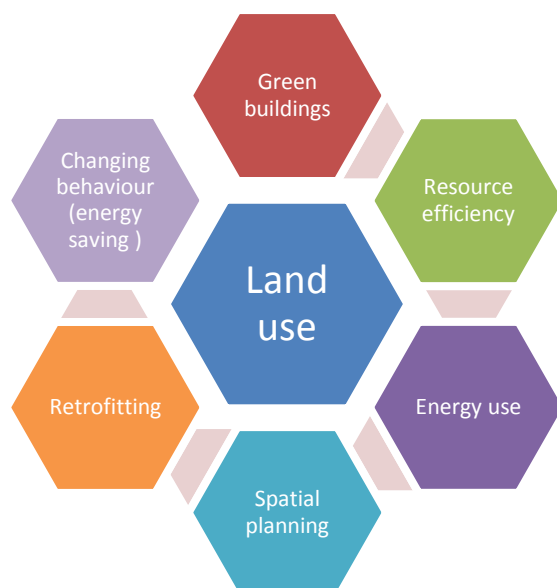 Green
buildings
Changing
behaviour
(energy
saving )
Resource
efficiency
Land
use
Retrofitting
Energy use
Spatial
planning